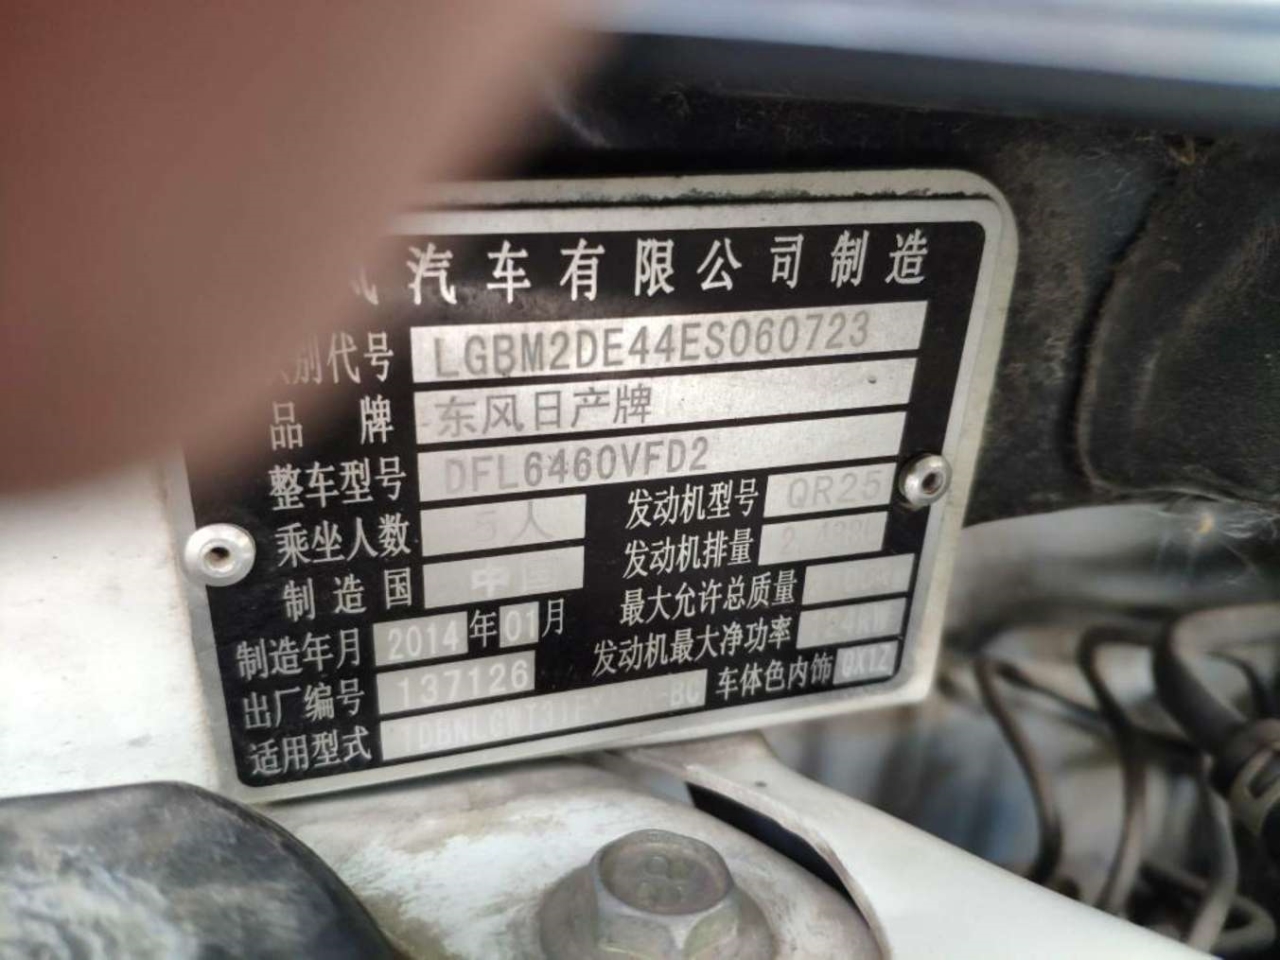 汽车有限公司制造
别代号 LGBM2DE44ES060723
品牌 东风日产牌
整车型号 DFL6460VFD2
乘坐人数 5人 发动机型号 QR25
制造国 中国 发动机排量
最大允许总质量
制造年月 2014年01月 发动机最大净功率
出厂编号 137126 车体色内饰 QX1Z
适用型式